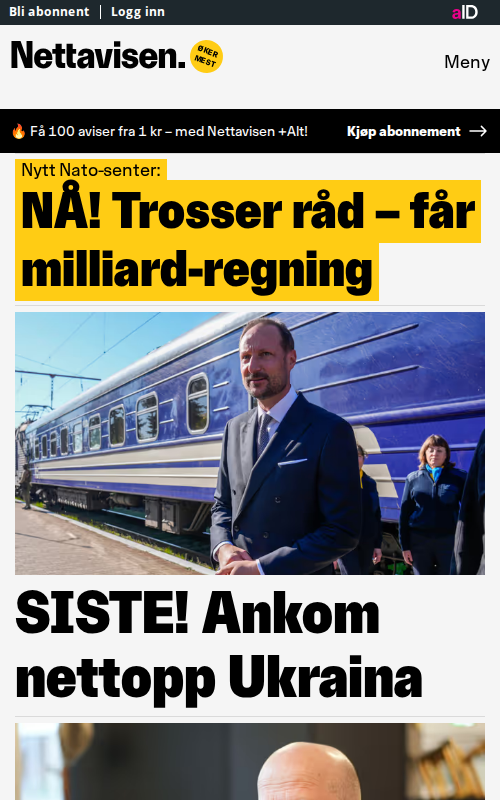 Bli abonnent | Logg inn
aID
Nettavisen. ØKER MEST
Meny
🔥 Få 100 aviser fra 1 kr – med Nettavisen +Alt! Kjøp abonnement →
Nytt Nato-senter:
NÅ! Trosser råd – får
milliard-regning
SISTE! Ankom
nettopp Ukraina